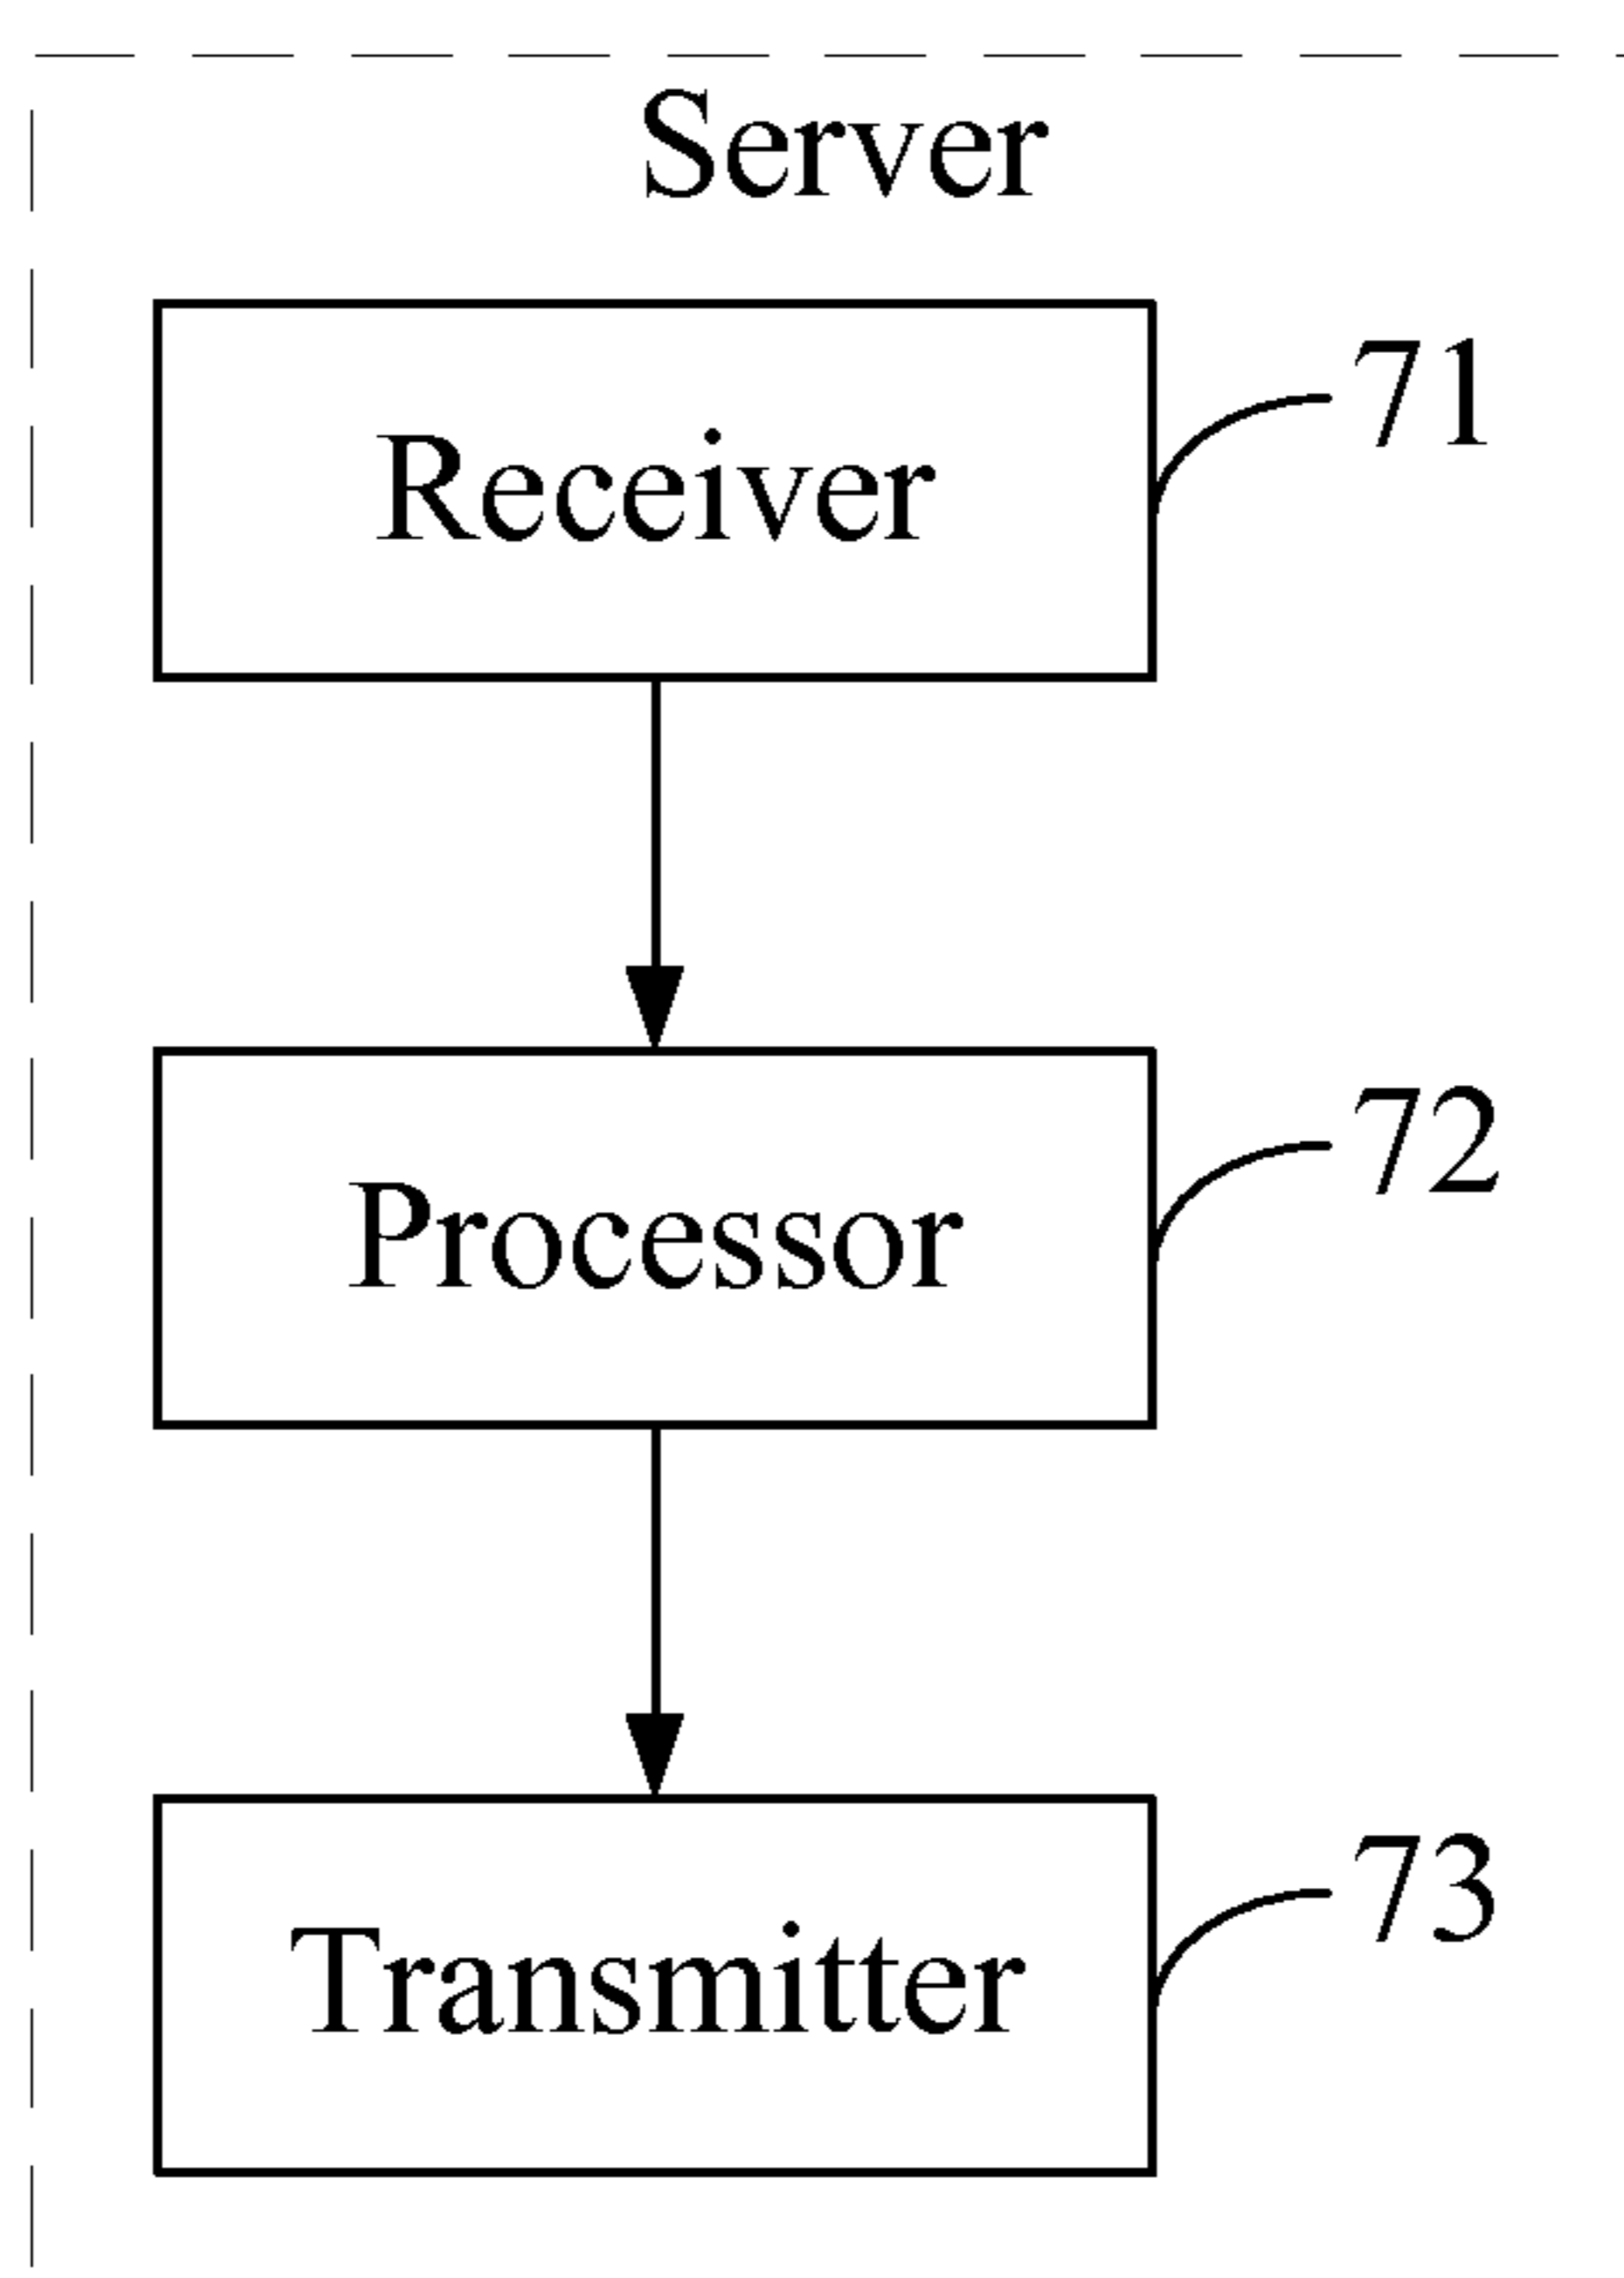 Server
Receiver
71
Processor
72
Transmitter
73